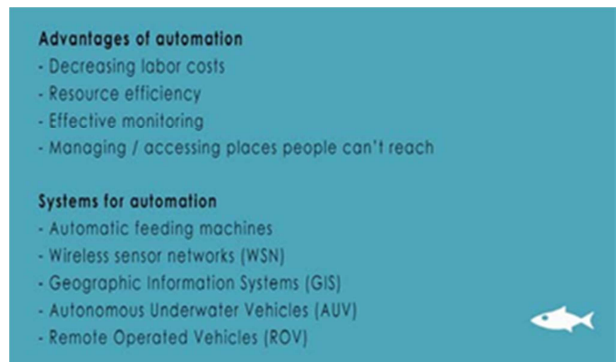 Advantages of automation
- Decreasing labor costs
- Resource efficiency
- Effective monitoring
- Managing / accessing places people can't reach
Systems for automation
- Automatic feeding machines
- Wireless sensor networks (WSN)
- Geographic Information Systems (GIS)
- Autonomous Underwater Vehicles (AUV)
- Remote Operated Vehicles (ROV)